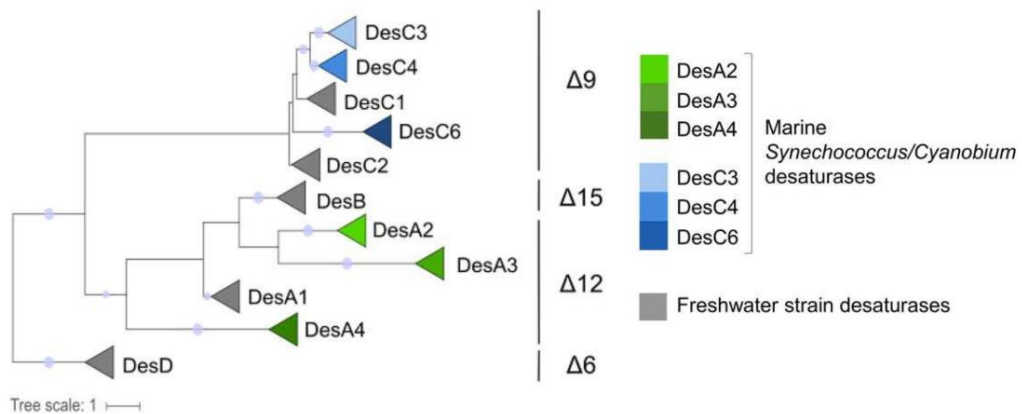 DesC3
DesC4
DesC1
DesC6
DesC2
DesB
DesA2
DesA3
DesA1
DesA4
DesD
Tree scale: 1
Δ9
Δ15
Δ12
Δ6
DesA2
DesA3
DesA4
DesC3
DesC4
DesC6
Marine
Synechococcus/Cyanobium
desaturases
Freshwater strain desaturases